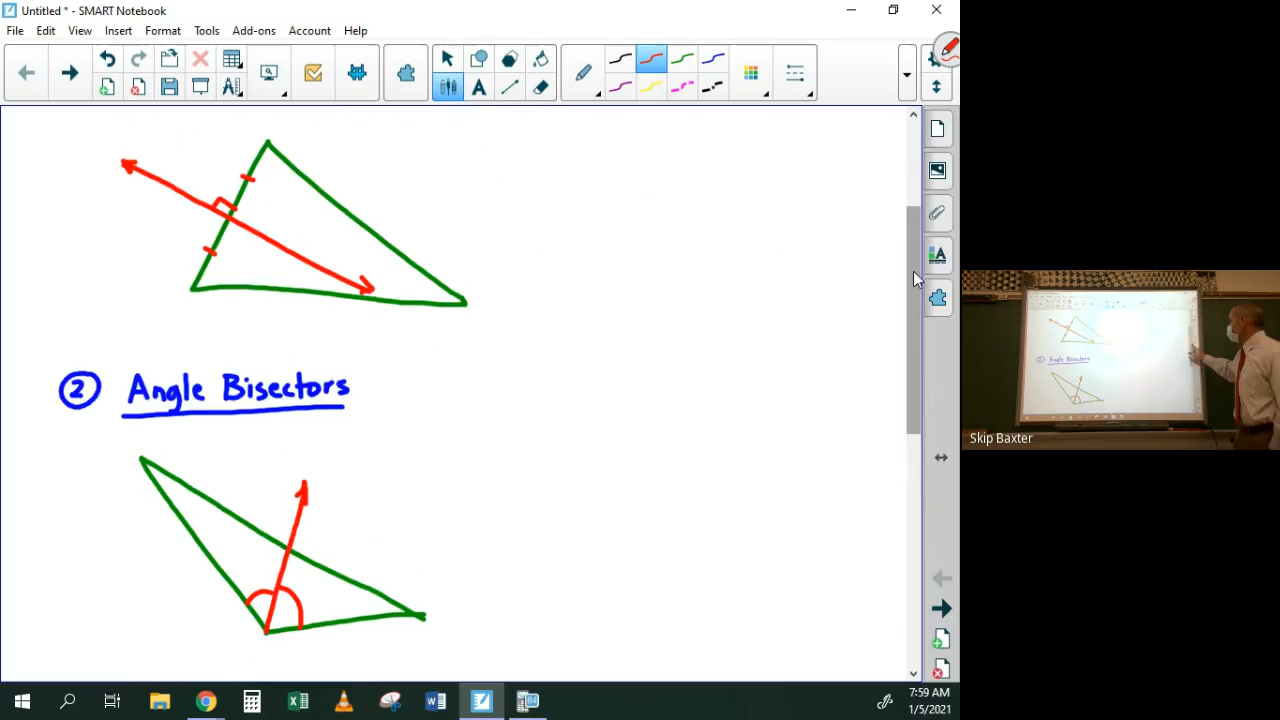 Untitled * - SMART Notebook
File Edit View Insert Format Tools Add-ons Account Help
② Angle Bisectors
Skip Baxter
7:59 AM
1/5/2021